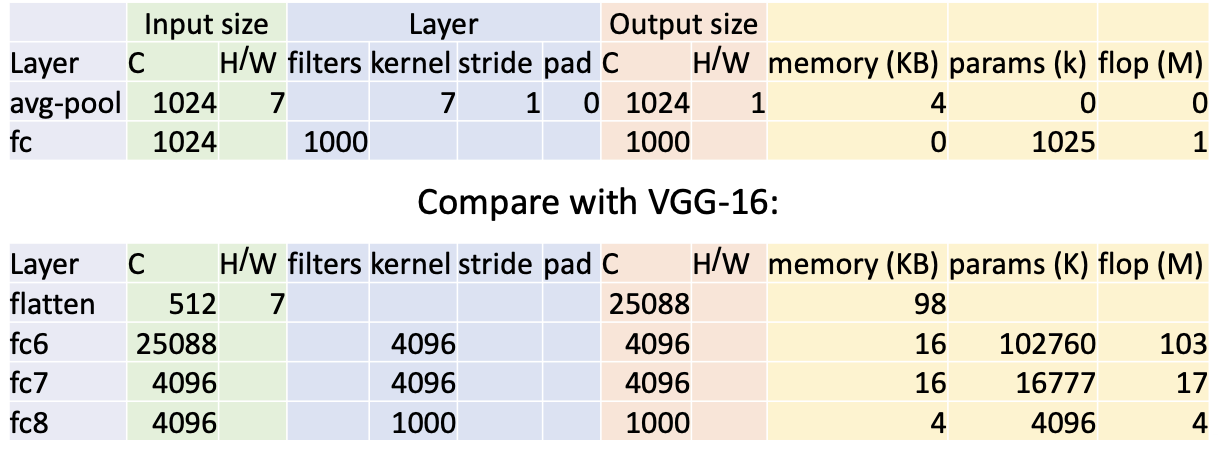 Input size Layer Output size
Layer C H/W filters kernel stride pad C H/W memory (KB) params (k) flop (M)
avg-pool 1024 7 7 1 0 1024 1 4 0 0
fc 1024 1000 1000 0 1025 1
Compare with VGG-16:
Layer C H/W filters kernel stride pad C H/W memory (KB) params (K) flop (M)
flatten 512 7 25088 98
fc6 25088 4096 4096 16 102760 103
fc7 4096 4096 4096 16 16777 17
fc8 4096 1000 1000 4 4096 4